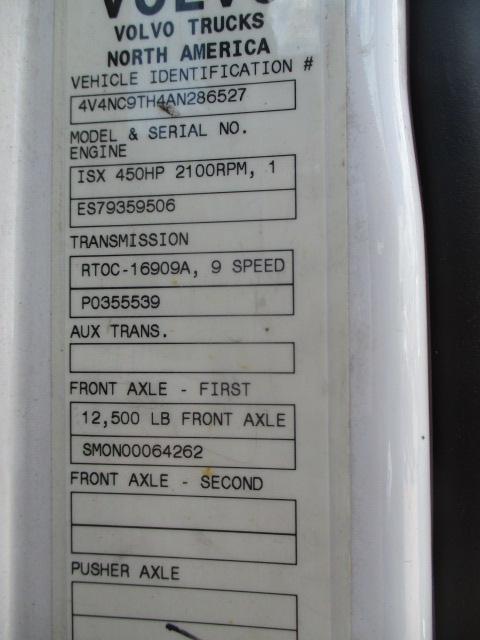 VOLVO
VOLVO TRUCKS
NORTH AMERICA
VEHICLE IDENTIFICATION #
4V4NC9TH4AN286527
MODEL & SERIAL NO.
ENGINE
ISX 450HP 2100RPM, 1
ES79359506
TRANSMISSION
RTOC-16909A, 9 SPEED
P0355539
AUX TRANS.
FRONT AXLE - FIRST
12,500 LB FRONT AXLE
SMON00064262
FRONT AXLE - SECOND
PUSHER AXLE